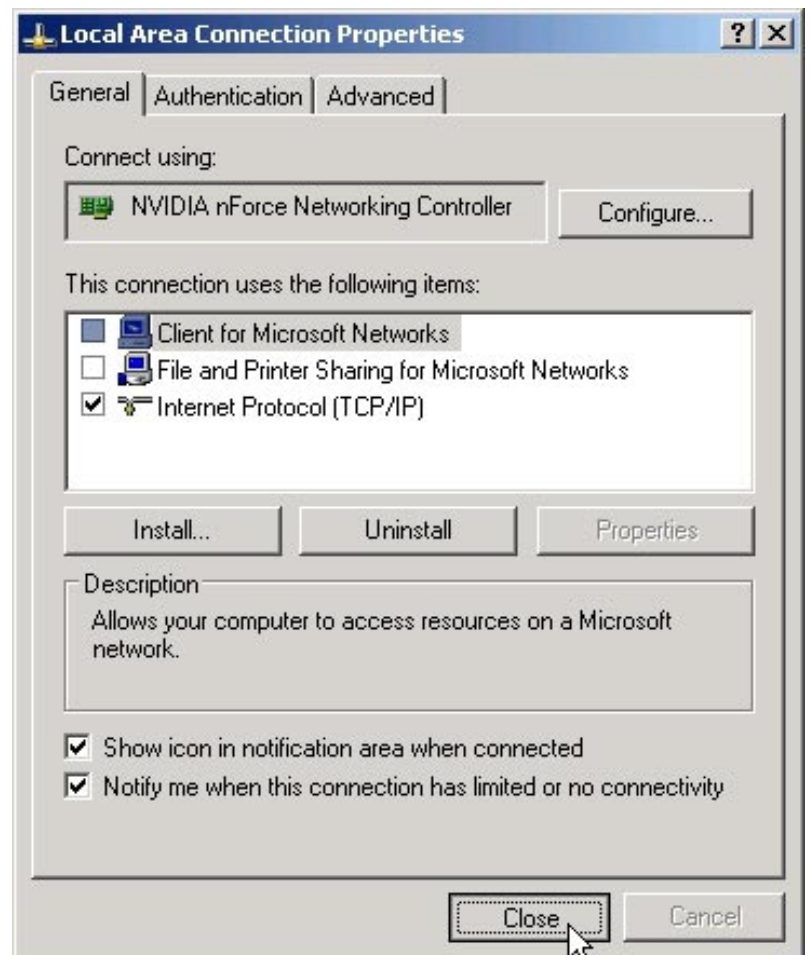 Local Area Connection Properties
General
Authentication
Advanced
Connect using:
NVIDIA nForce Networking Controller
Configure...
This connection uses the following items:
Client for Microsoft Networks
File and Printer Sharing for Microsoft Networks
Internet Protocol (TCP/IP)
Install...
Uninstall
Properties
Description
Allows your computer to access resources on a Microsoft
network.
Show icon in notification area when connected
Notify me when this connection has limited or no connectivity
Close
Cancel